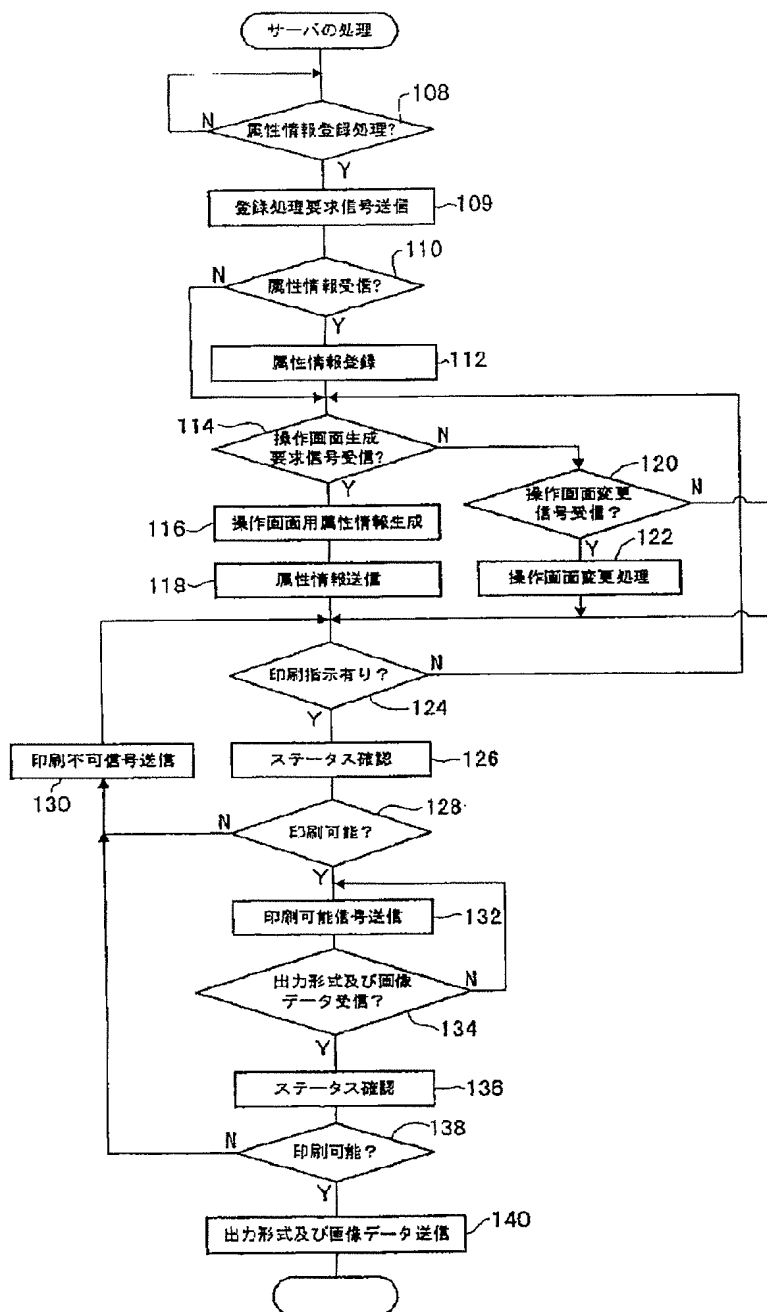 サーバの処理
108
属性情報登録処理?
N
Y
登録処理要求信号送信
109
110
N
属性情報受信?
Y
属性情報登録
112
114
操作画面生成
要求信号受信?
N
Y
120
操作画面変更
信号受信?
N
Y
122
116
操作画面用属性情報生成
操作画面変更処理
118
属性情報送信
印刷指示有り?
N
124
Y
印刷不可信号送信
130
ステータス確認
126
128
N
印刷可能?
Y
印刷可能信号送信
132
出力形式及び画像
データ受信?
N
134
Y
ステータス確認
136
138
N
印刷可能?
Y
出力形式及び画像データ送信
140